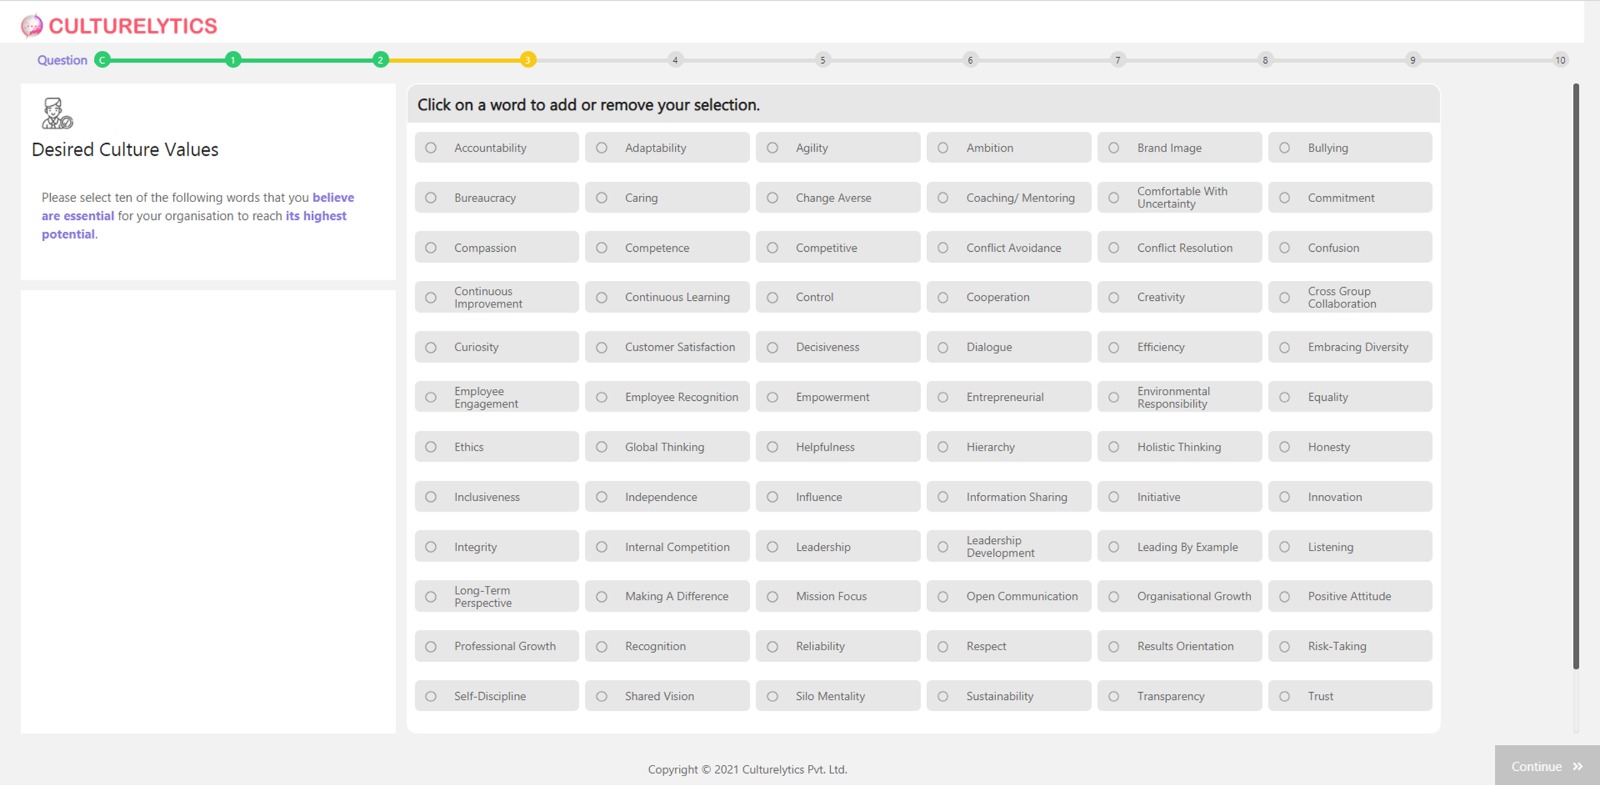 CULTURELYTICS
Question C 1 2 3 4 5 6 7 8 9 10
Desired Culture Values
Please select ten of the following words that you believe
are essential for your organisation to reach its highest
potential.
Click on a word to add or remove your selection.
Accountability Adaptability Agility Ambition Brand Image Bullying
Bureaucracy Caring Change Averse Coaching/ Mentoring Comfortable With Uncertainty Commitment
Compassion Competence Competitive Conflict Avoidance Conflict Resolution Confusion
Continuous Improvement Continuous Learning Control Cooperation Creativity Cross Group Collaboration
Curiosity Customer Satisfaction Decisiveness Dialogue Efficiency Embracing Diversity
Employee Engagement Employee Recognition Empowerment Entrepreneurial Environmental Responsibility Equality
Ethics Global Thinking Helpfulness Hierarchy Holistic Thinking Honesty
Inclusiveness Independence Influence Information Sharing Initiative Innovation
Integrity Internal Competition Leadership Leadership Development Leading By Example Listening
Long-Term Perspective Making A Difference Mission Focus Open Communication Organisational Growth Positive Attitude
Professional Growth Recognition Reliability Respect Results Orientation Risk-Taking
Self-Discipline Shared Vision Silo Mentality Sustainability Transparency Trust
Copyright © 2021 Culturelytics Pvt. Ltd.
Continue »